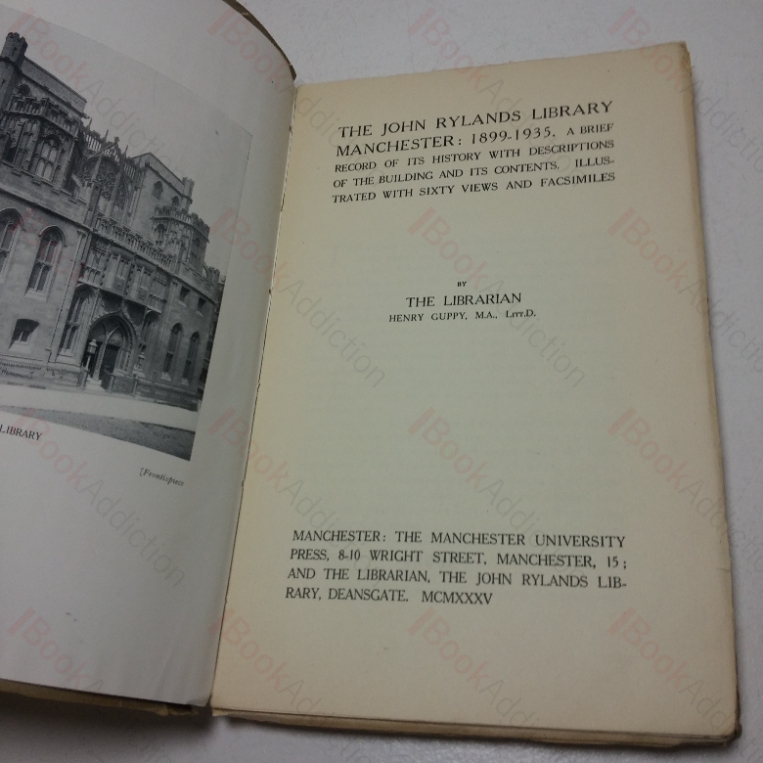 LIBRARY
[Frontispiece
THE JOHN RYLANDS LIBRARY
MANCHESTER: 1899-1935. A BRIEF
RECORD OF ITS HISTORY WITH DESCRIPTIONS
OF THE BUILDING AND ITS CONTENTS. ILLUS-
TRATED WITH SIXTY VIEWS AND FACSIMILES
BY
THE LIBRARIAN
HENRY GUPPY, M.A., LITT.D.
MANCHESTER: THE MANCHESTER UNIVERSITY
PRESS, 8-10 WRIGHT STREET, MANCHESTER, 15;
AND THE LIBRARIAN, THE JOHN RYLANDS LIB-
RARY, DEANSGATE. MCMXXXV
iBookAddiction